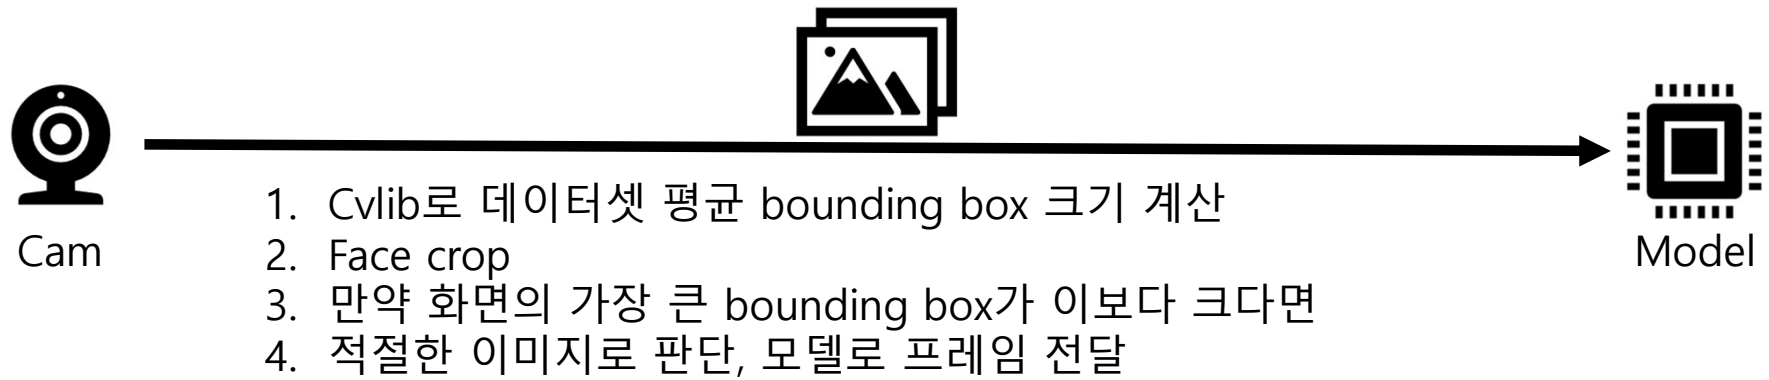 Cam
1. Cvlib로 데이터셋 평균 bounding box 크기 계산
2. Face crop
3. 만약 화면의 가장 큰 bounding box가 이보다 크다면
4. 적절한 이미지로 판단, 모델로 프레임 전달
Model